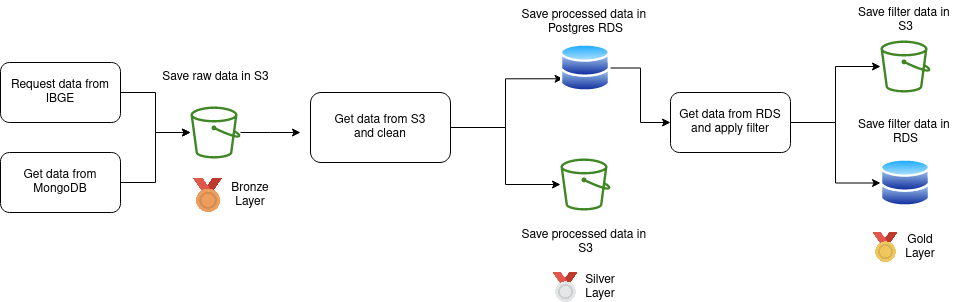 Request data from
IBGE
Get data from
MongoDB
Save raw data in S3
Bronze
Layer
Get data from S3
and clean
Save processed data in
Postgres RDS
Save processed data in
S3
Silver
Layer
Get data from RDS
and apply filter
Save filter data in
S3
Save filter data in
RDS
Gold
Layer